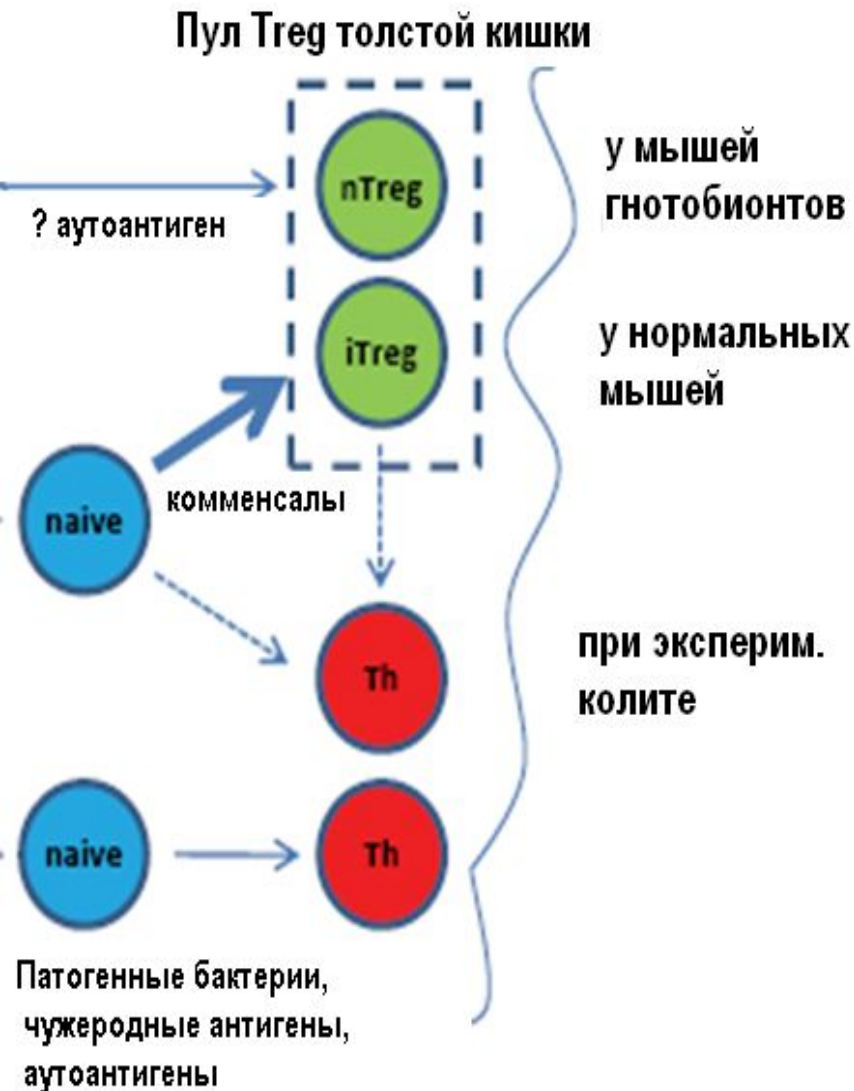 Пул Treg толстой кишки
nTreg
? аутоантиген
у мышей
гнотобионтов
iTreg
у нормальных
мышей
naive
комменсалы
Th
при эксперим.
колите
naive
Th
Патогенные бактерии,
чужеродные антигены,
аутоантигены